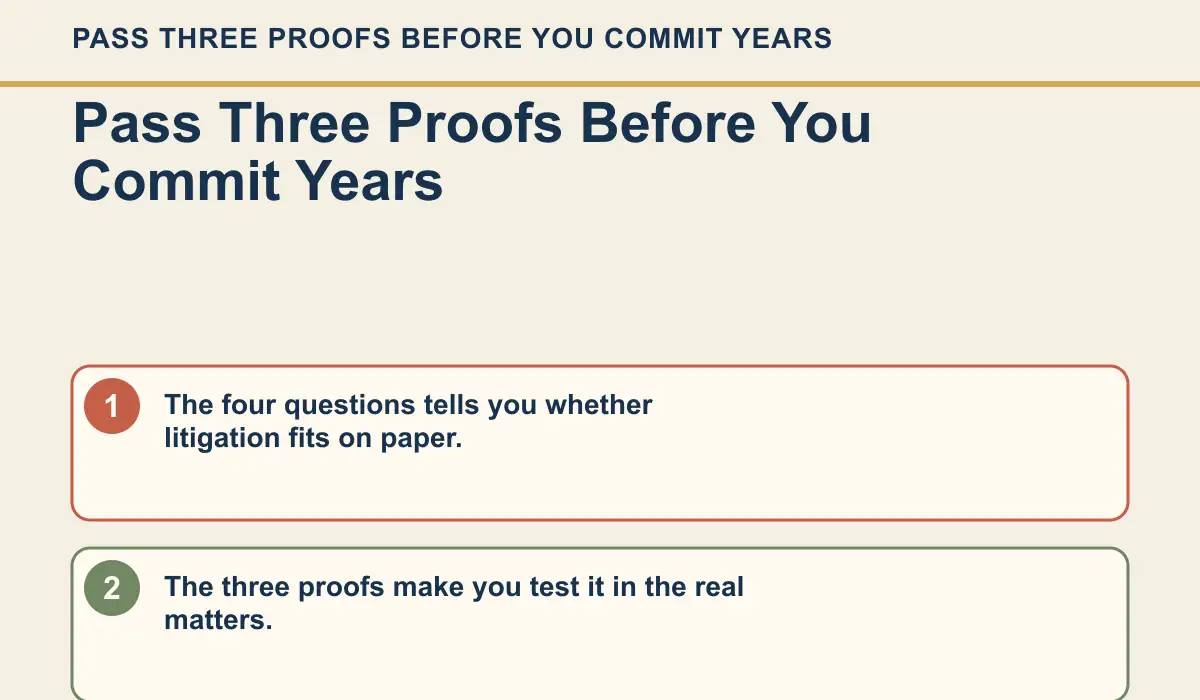 PASS THREE PROOFS BEFORE YOU COMMIT YEARS
Pass Three Proofs Before You
Commit Years
1
The four questions tells you whether
litigation fits on paper.
2
The three proofs make you test it in the real
matters.